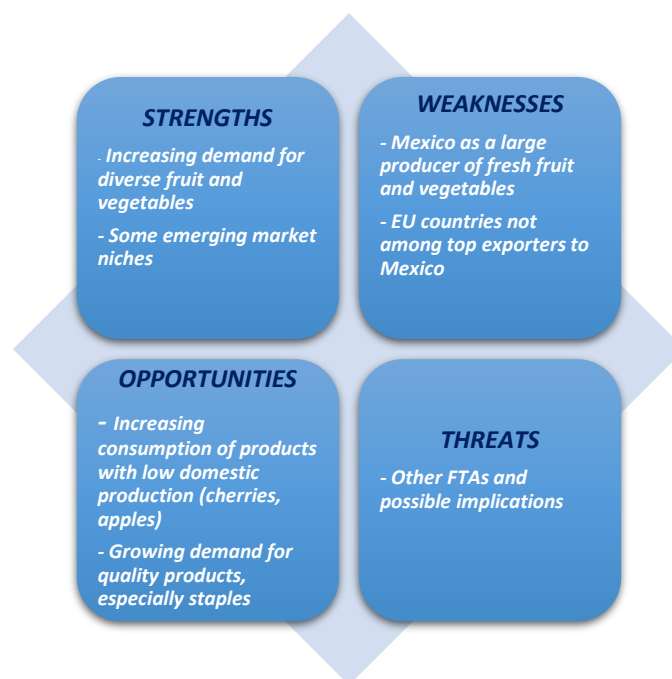 STRENGTHS
- Increasing demand for
diverse fruit and
vegetables
- Some emerging market
niches
WEAKNESSES
- Mexico as a large
producer of fresh fruit
and vegetables
- EU countries not
among top exporters to
Mexico
OPPORTUNITIES
- Increasing
consumption of products
with low domestic
production (cherries,
apples)
- Growing demand for
quality products,
especially staples
THREATS
- Other FTAs and
possible implications